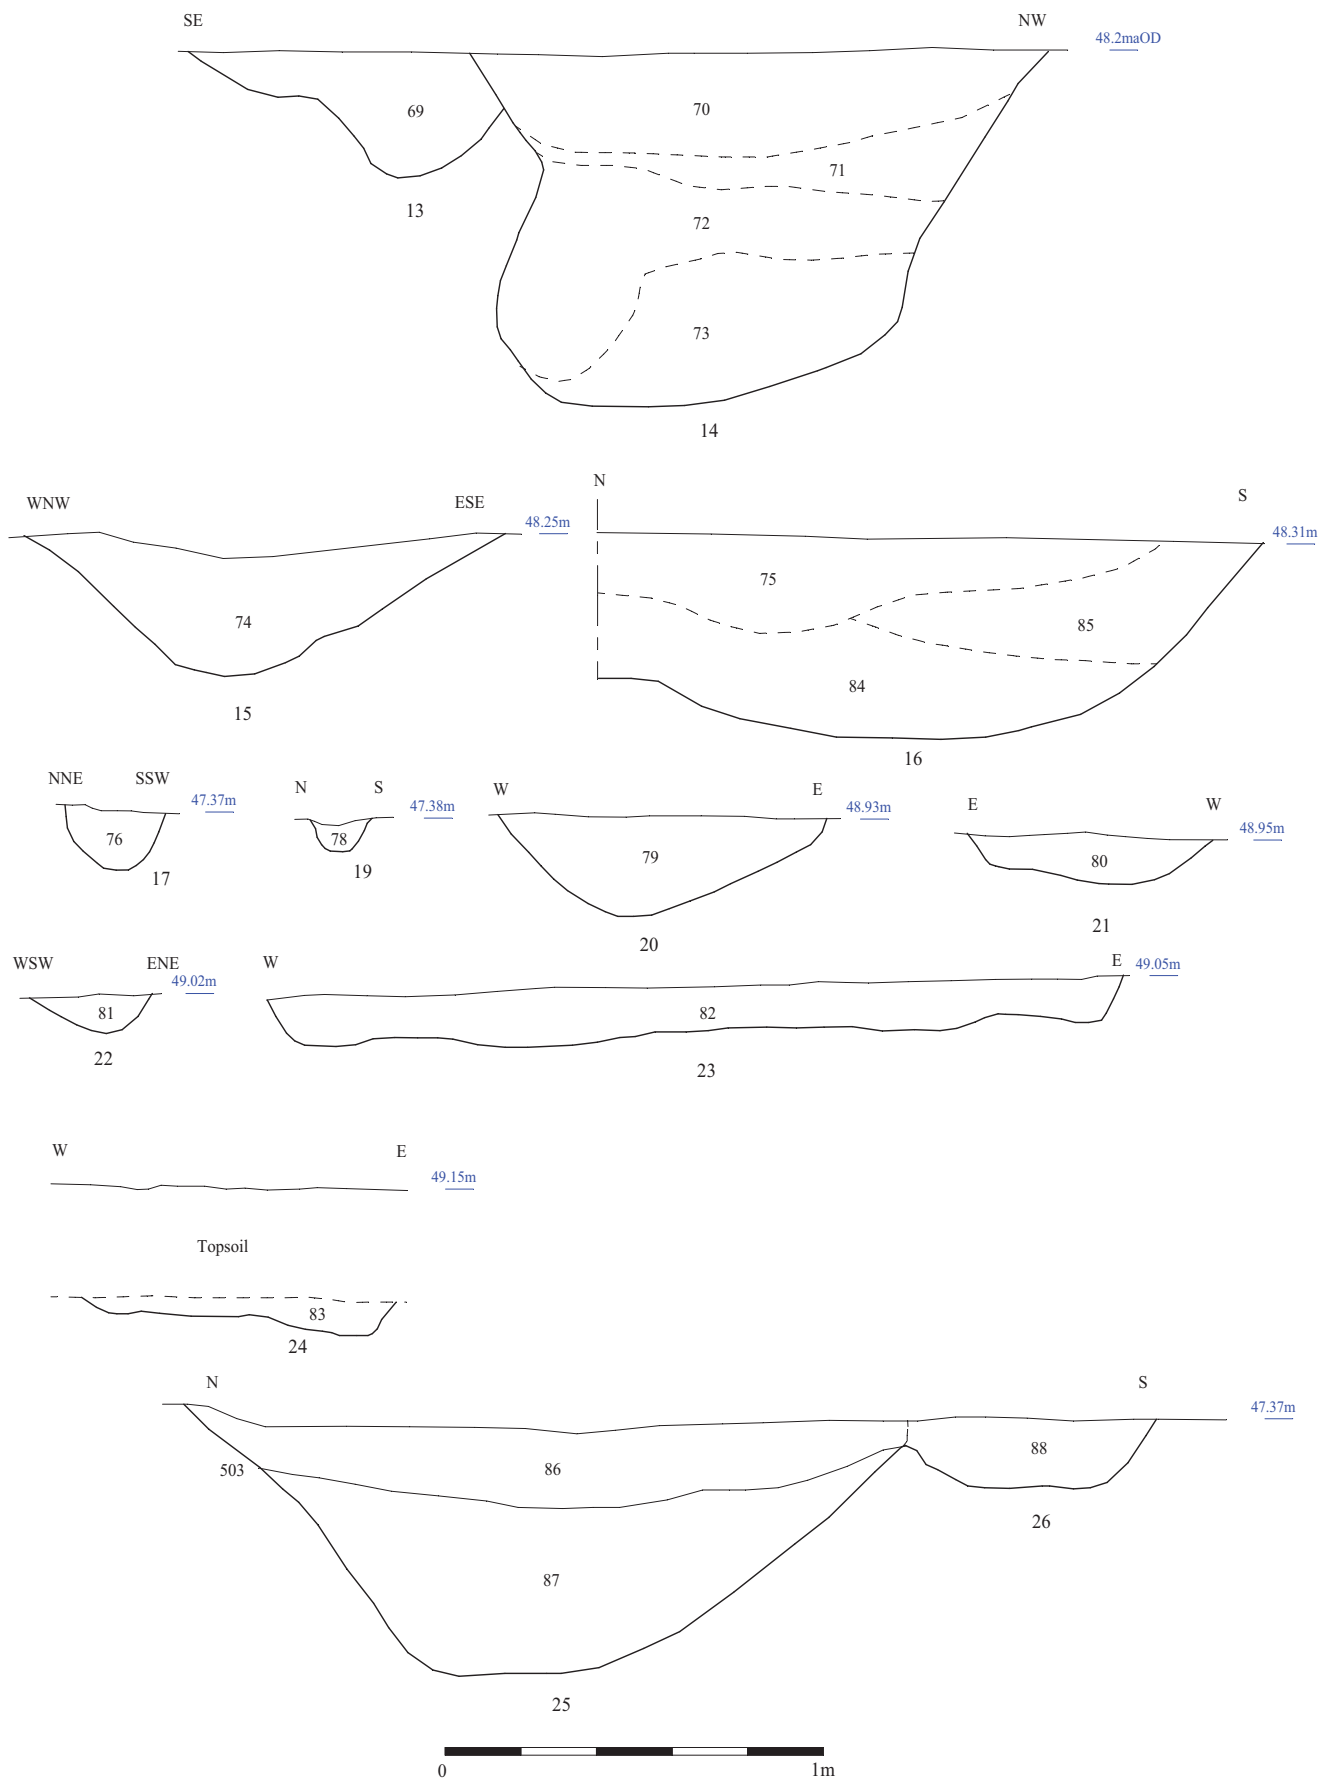 SE NW
48.2maOD
69 70
71
13 72
73
14
WNW ESE N S
48.25m 48.31m
74 75 85
84
15 16
NNE SSW N S W E E W
47.37m 47.38m 48.93m 48.95m
76 78 79 80
17 19 20 21
WSW ENE W E
49.02m 49.05m
81 82
22 23
W E
49.15m
Topsoil
83
24
N S
47.37m
503 86 88
26
87
25
0 1m